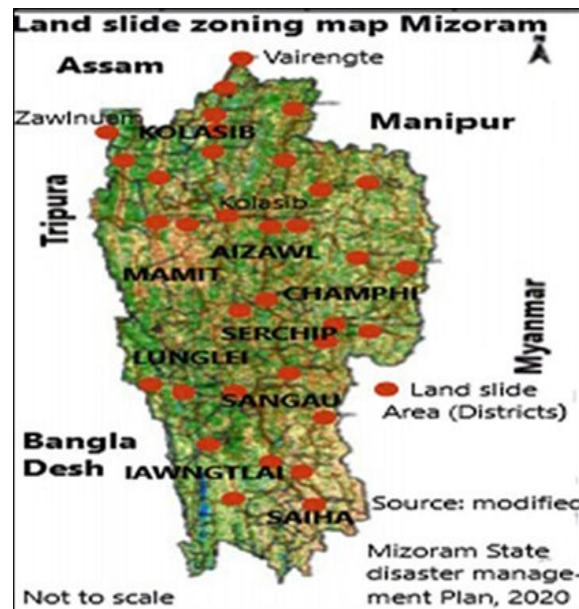 Land slide zoning map Mizoram
Assam
Vairengte
Zawlnuam
KOLASIB
Manipur
Tripura
Kolasib
AIZAWL
MAMIT
CHAMPHI
Myanmar
SERCHIP
LUNGLEI
SANGAU
Land slide
Area (Districts)
Bangla
Desh
IAWNGTLAI
SAIHA
Source: modified
Mizoram State
disaster manage-
ment Plan, 2020
Not to scale